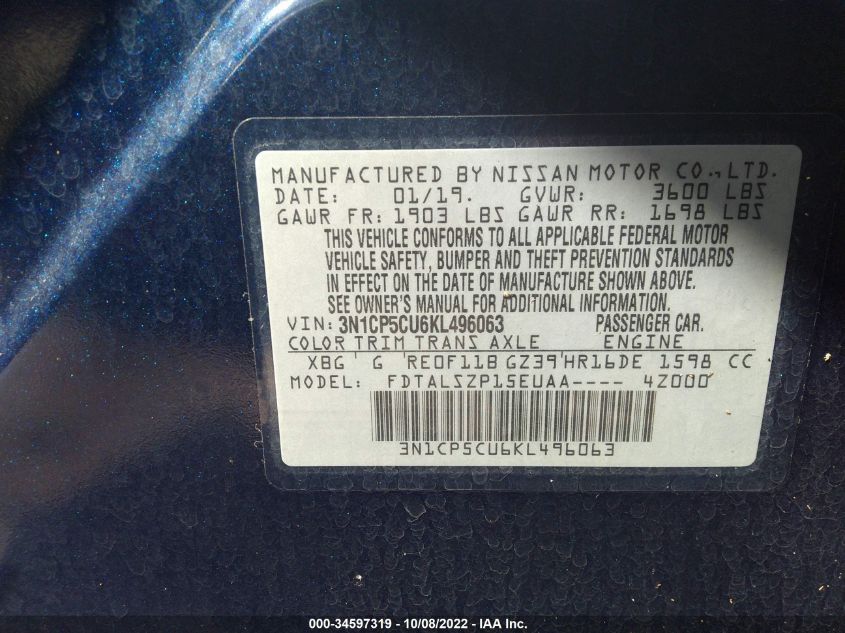 MANUFACTURED BY NISSAN MOTOR CO., LTD.
DATE: 01/19. GVWR: 3600 LBS
GAWR FR: 1903 LBS GAWR RR: 1698 LBS
THIS VEHICLE CONFORMS TO ALL APPLICABLE FEDERAL MOTOR
VEHICLE SAFETY, BUMPER AND THEFT PREVENTION STANDARDS
IN EFFECT ON THE DATE OF MANUFACTURE SHOWN ABOVE.
SEE OWNER'S MANUAL FOR ADDITIONAL INFORMATION.
VIN: 3N1CP5CU6KL496063 PASSENGER CAR.
COLOR TRIM TRANS AXLE ENGINE
XBG G RE0F11B GZ39 HR16DE 1598 CC
MODEL: FDTALSZP15EUAA---- 4Z000
3N1CP5CU6KL496063
000-34597319 - 10/08/2022 - IAAI Inc.